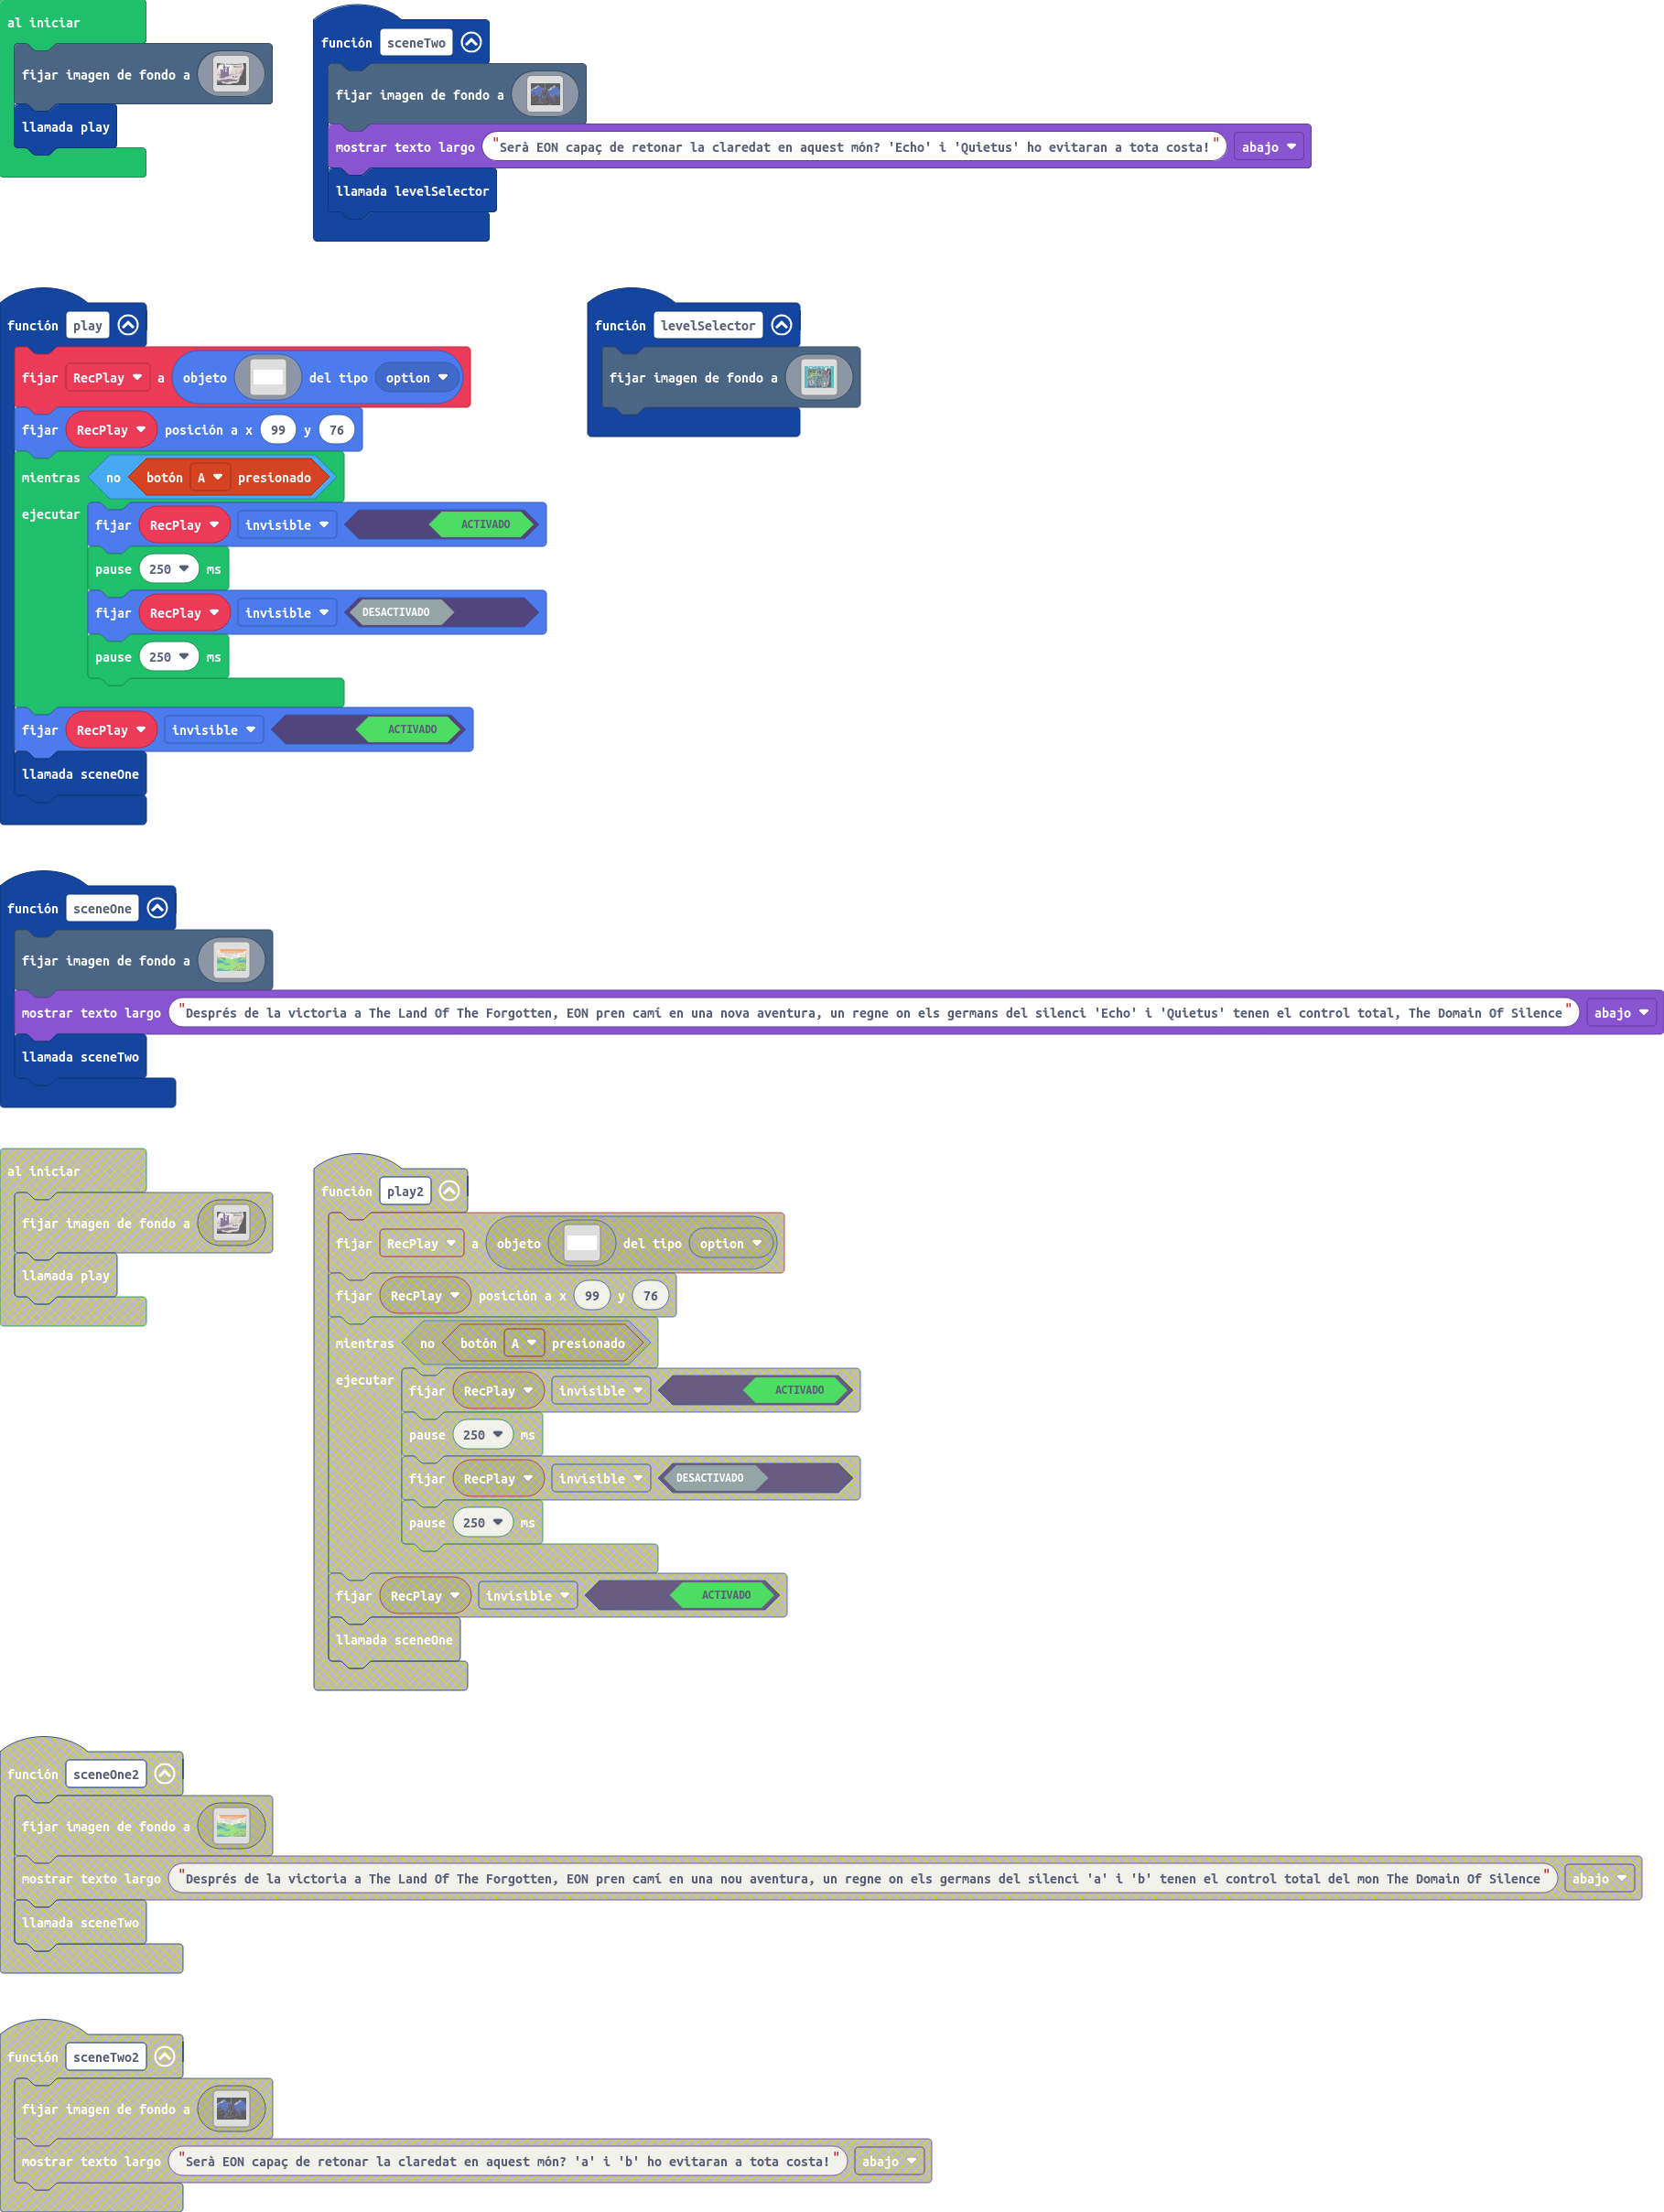 al iniciar
fijar imagen de fondo a
llamada play
función sceneTwo
fijar imagen de fondo a
mostrar texto largo "Serà EON capaç de retonar la claredat en aquest món? 'Echo' i 'Quietus' ho evitaran a tota costa!" abajo
llamada levelSelector
función play
fijar RecPlay a objeto del tipo option
fijar RecPlay posición a x 99 y 76
mientras no botón A presionado
ejecutar
fijar RecPlay invisible ACTIVADO
pause 250 ms
fijar RecPlay invisible DESACTIVADO
pause 250 ms
fijar RecPlay invisible ACTIVADO
llamada sceneOne
función levelSelector
fijar imagen de fondo a
función sceneOne
fijar imagen de fondo a
mostrar texto largo "Després de la victoria a The Land Of The Forgotten, EON pren camí en una nova aventura, un regne on els germans del silenci 'Echo' i 'Quietus' tenen el control total, The Domain Of Silence" abajo
llamada sceneTwo
al iniciar
fijar imagen de fondo a
llamada play
función play2
fijar RecPlay a objeto del tipo option
fijar RecPlay posición a x 99 y 76
mientras no botón A presionado
ejecutar
fijar RecPlay invisible ACTIVADO
pause 250 ms
fijar RecPlay invisible DESACTIVADO
pause 250 ms
fijar RecPlay invisible ACTIVADO
llamada sceneOne
función sceneOne2
fijar imagen de fondo a
mostrar texto largo "Després de la victoria a The Land Of The Forgotten, EON pren camí en una nou aventura, un regne on els germans del silenci 'a' i 'b' tenen el control total del mon The Domain Of Silence" abajo
llamada sceneTwo
función sceneTwo2
fijar imagen de fondo a
mostrar texto largo "Serà EON capaç de retonar la claredat en aquest món? 'a' i 'b' ho evitaran a tota costa!" abajo